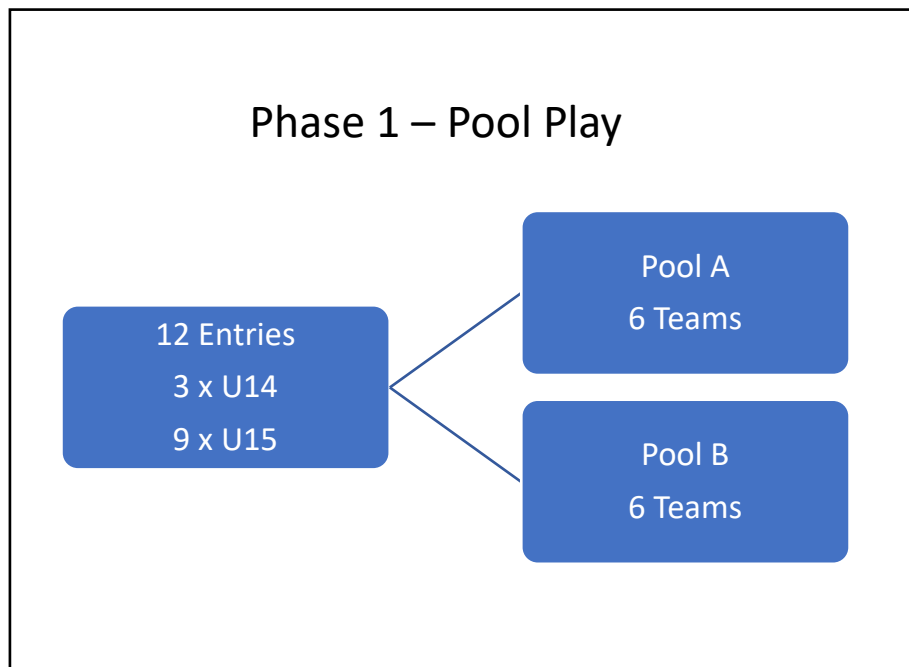 Phase 1 – Pool Play
12 Entries
3 x U14
9 x U15
Pool A
6 Teams
Pool B
6 Teams